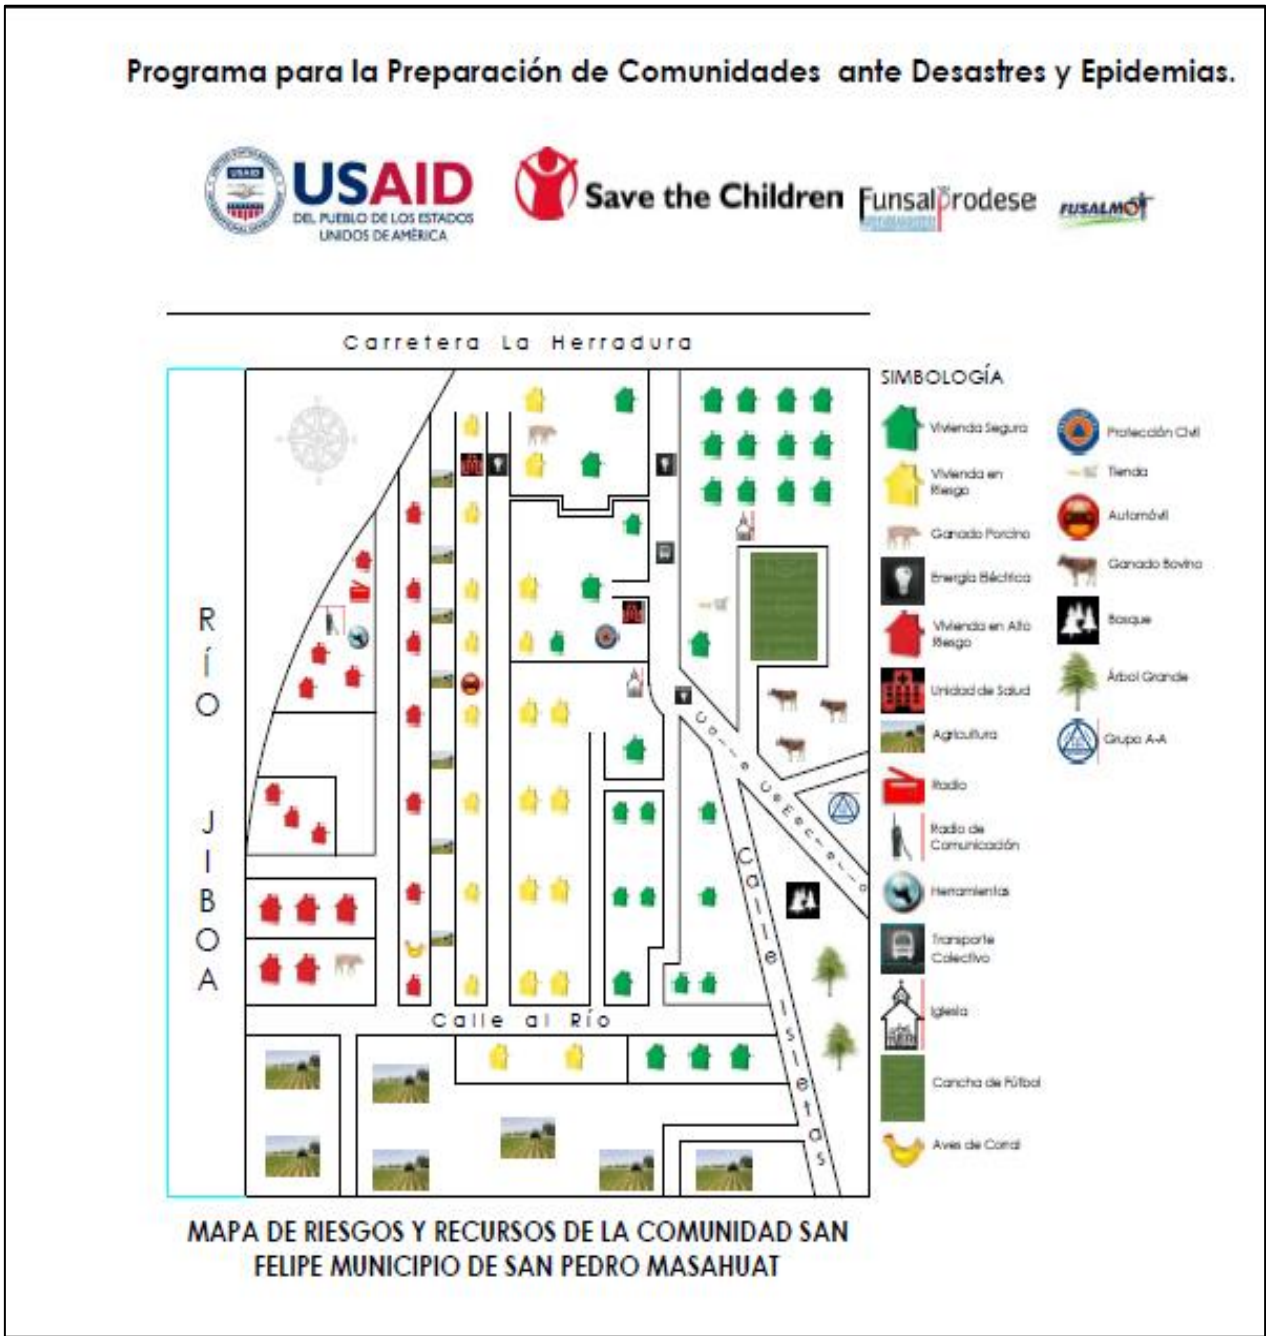 Programa para la Preparación de Comunidades ante Desastres y Epidemias.
USAID
USAID
DEL PUEBLO DE LOS ESTADOS
UNIDOS DE AMÉRICA
Save the Children
Funsalprodese
FUSALMO
Carretera La Herradura
RÍO JIBOA
Calle al Río
Calle Isletas
SIMBOLOGÍA
Vivienda Segura
Vivienda en
Riesgo
Ganado Porcino
Energía Eléctrica
Vivienda en Alto
Riesgo
Unidad de Salud
Agricultura
Radio
Radio de
Comunicación
Herramientas
Transporte
Colectivo
Iglesia
Cancha de Fútbol
Aves de Corral
Protección Civil
Tienda
Automóvil
Ganado Bovino
Bosque
Árbol Grande
Grupo A-A
MAPA DE RIESGOS Y RECURSOS DE LA COMUNIDAD SAN
FELIPE MUNICIPIO DE SAN PEDRO MASAHUAT